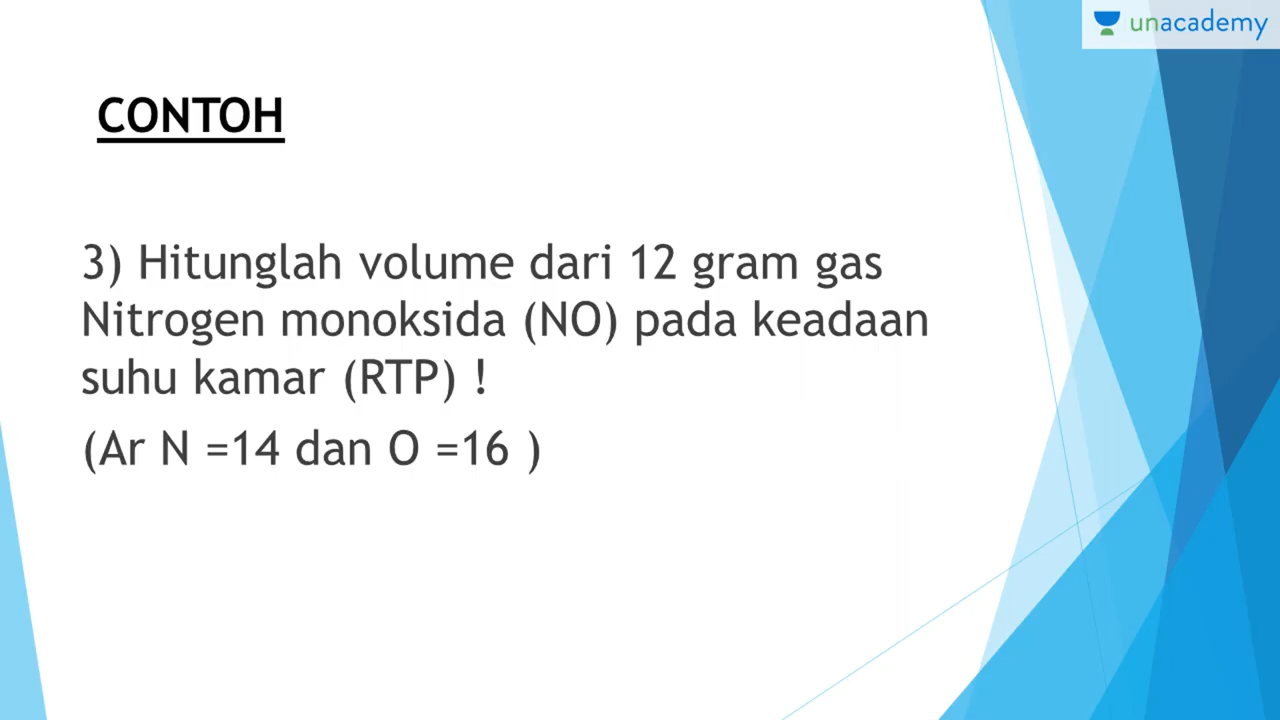 unacademy
CONTOH
3) Hitunglah volume dari 12 gram gas
Nitrogen monoksida (NO) pada keadaan
suhu kamar (RTP) !
(Ar N =14 dan O =16 )